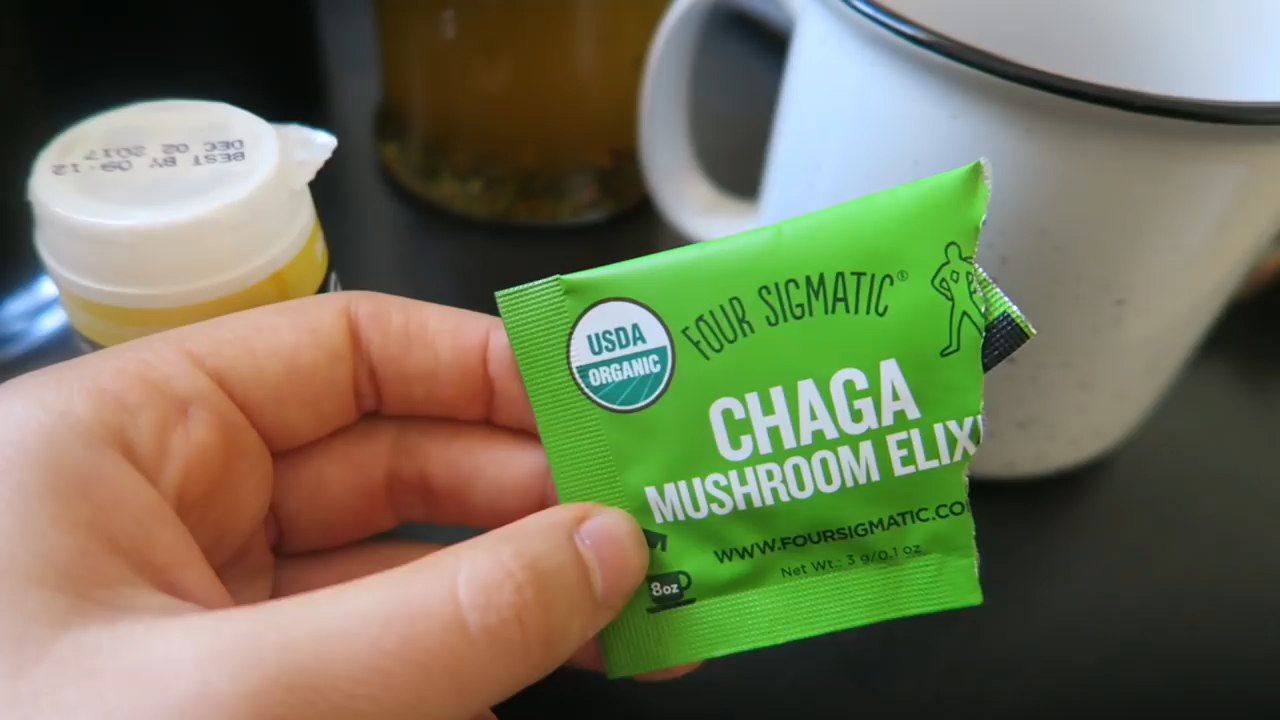 BEST BY 09:12
DEC 02 2017
USDA
ORGANIC
FOUR SIGMATIC®
CHAGA
MUSHROOM ELIXI
WWW.FOURSIGMATIC.CO
Net Wt.: 3 g/0.1 oz
8oz